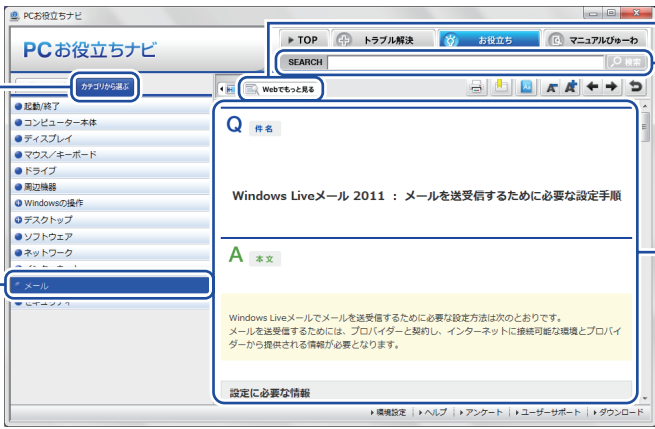 PCお役立ちナビ
PCお役立ちナビ
TOP
トラブル解決
お役立ち
マニュアルびゅーわ
SEARCH
検索
カテゴリから選ぶ
Webでもっと見る
起動/終了
コンピューター本体
ディスプレイ
マウス/キーボード
ドライブ
周辺機器
Windowsの操作
デスクトップ
ソフトウェア
ネットワーク
メール
セキュリティ
Q 件名
Windows Liveメール 2011 : メールを送受信するために必要な設定手順
A 本文
Windows Liveメールでメールを送受信するために必要な設定方法は次のとおりです。
メールを送受信するためには、プロバイダーと契約し、インターネットに接続可能な環境とプロバイ
ダーから提供される情報が必要となります。
設定に必要な情報
環境設定 ヘルプ アンケート ユーザーサポート ダウンロード